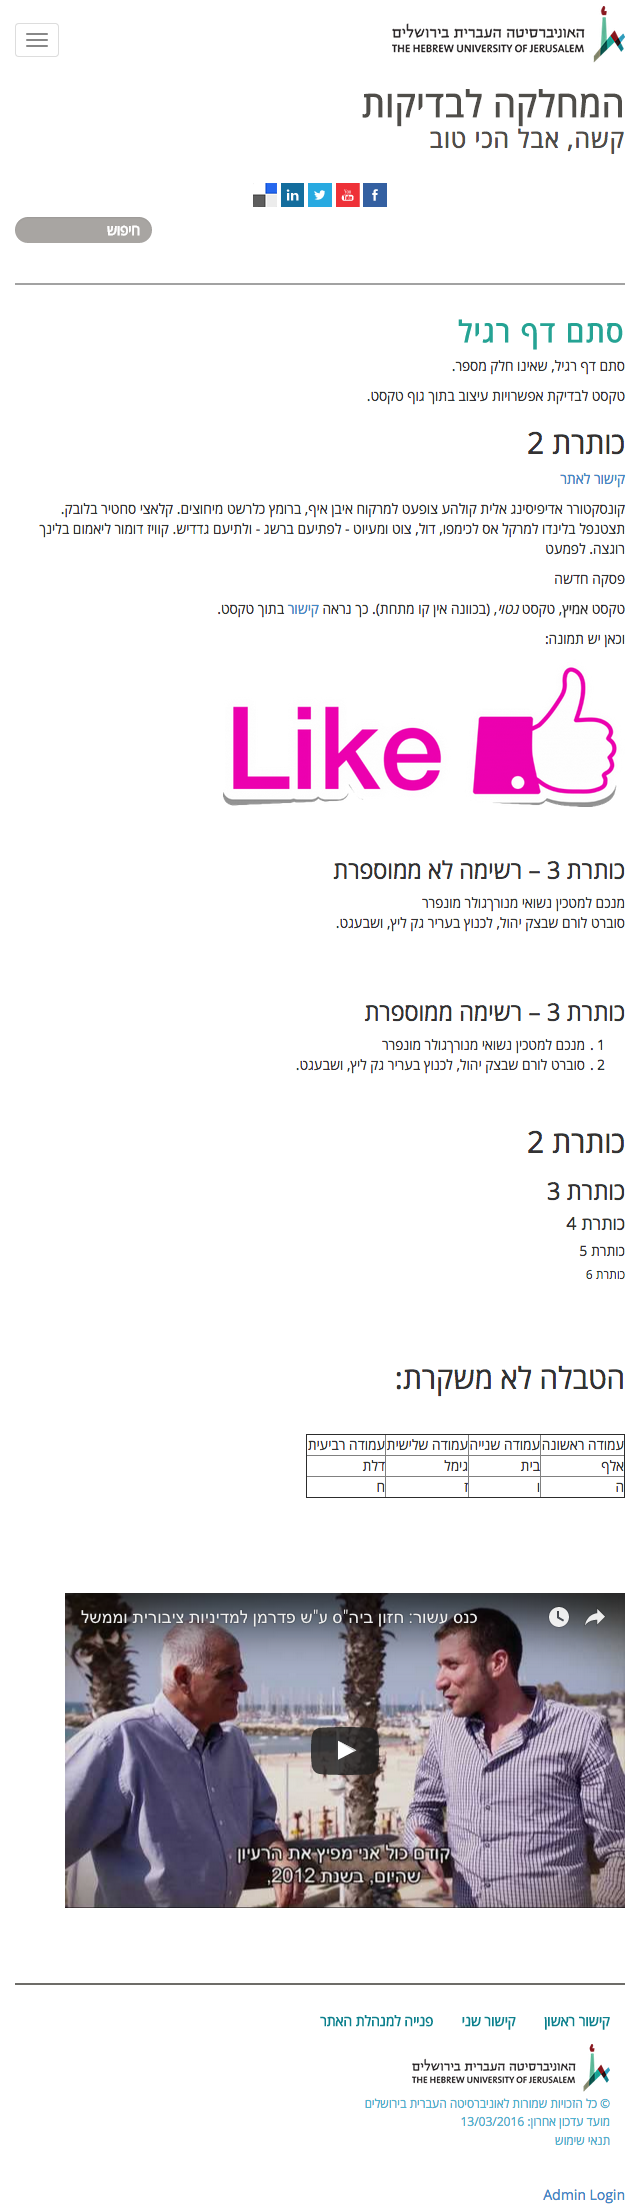 האוניברסיטה העברית בירושלים
THE HEBREW UNIVERSITY OF JERUSALEM
המחלקה לבדיקות
קשה, אבל הכי טוב
חיפוש
סתם דף רגיל
סתם דף רגיל, שאינו חלק מספר.
טקסט לבדיקת אפשרויות עיצוב בתוך גוף טקסט.
כותרת 2
קישור לאתר
קונסקטורר אדיפיסינג אלית קולהע צופעט למרקוח איבן איף, ברומץ כלרשט מיחוצים. קלאצי סחטיר בלובק.
תצטנפל בלינדו למרקל אס לכימפו, דול, צוט ומעיוט - לפתיעם ברשג - ולתיעם גדדיש. קוויז דומור ליאמום בלינך
רוגצה. לפמעט
פסקה חדשה
טקסט אמיץ, טקסט נטוי, (בכוונה אין קו מתחת). כך נראה קישור בתוך טקסט.
וכאן יש תמונה:
Like
כותרת 3 – רשימה לא ממוספרת
מנכם למטכין נשואי מנורךגולר מונפרר
סוברט לורם שבצק יהול, לכנוץ בעריר גק ליץ, ושבעגט.
כותרת 3 – רשימה ממוספרת
1. מנכם למטכין נשואי מנורךגולר מונפרר
2. סוברט לורם שבצק יהול, לכנוץ בעריר גק ליץ, ושבעגט.
כותרת 2
כותרת 3
כותרת 4
כותרת 5
כותרת 6
הטבלה לא משקרת:
עמודה ראשונה עמודה שנייה עמודה שלישית עמודה רביעית
אלף בית גימל דלת
ה ו ז ח
כנס עשור: חזון ביה"ס ע"ש פדרמן למדיניות ציבורית וממשל
קודם כול אני מפיץ את הרעיון
שהיום, בשנת 2012,
קישור ראשון קישור שני פנייה למנהלת האתר
האוניברסיטה העברית בירושלים
THE HEBREW UNIVERSITY OF JERUSALEM
© כל הזכויות שמורות לאוניברסיטה העברית בירושלים
מועד עדכון אחרון: 13/03/2016
תנאי שימוש
Admin Login